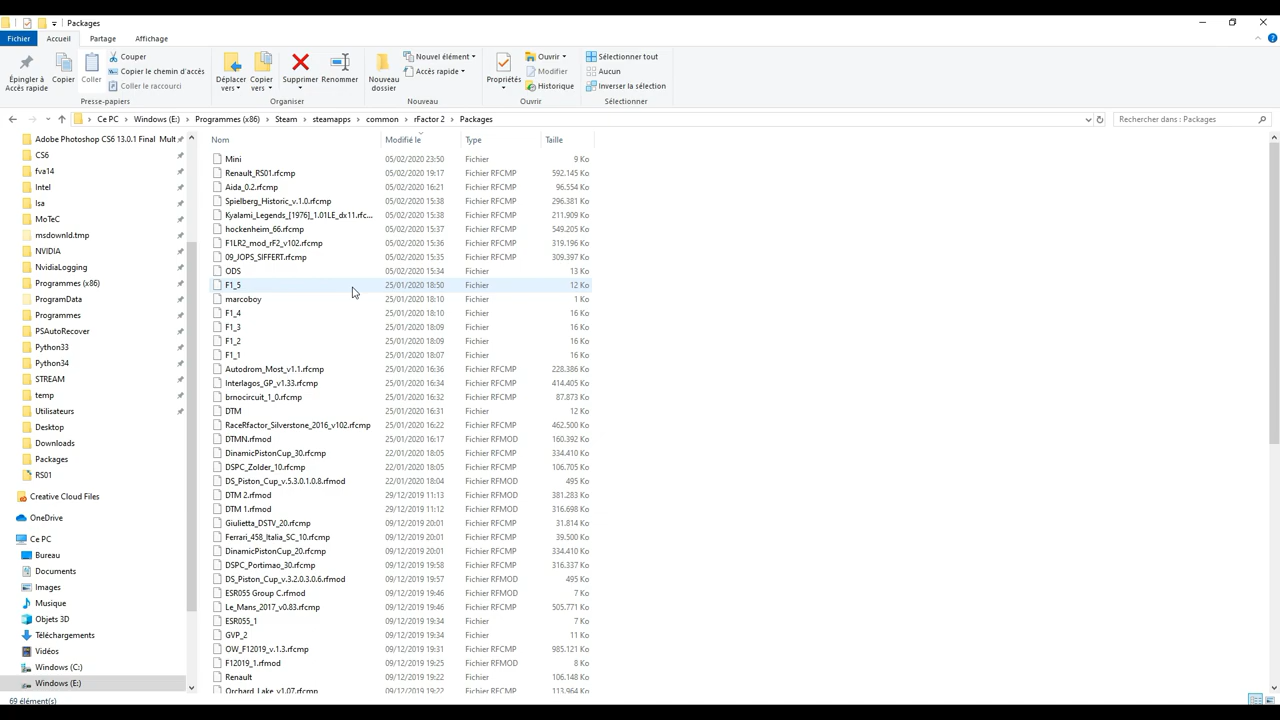 Packages
Fichier Accueil Partage Affichage
Épingler à Accès rapide
Copier
Coller
Couper
Copier le chemin d'accès
Coller le raccourci
Déplacer vers
Copier vers
Supprimer
Renommer
Nouveau dossier
Nouvel élément
Accès rapide
Propriétés
Ouvrir
Modifier
Historique
Sélectionner tout
Aucun
Inverser la sélection
Presse-papiers Organiser Nouveau Ouvrir Sélectionner
Ce PC > Windows (E:) > Programmes (x86) > Steam > steamapps > common > rFactor 2 > Packages
Rechercher dans : Packages
Adobe Photoshop CS6 13.0.1 Final Mult
CS6
fva14
Intel
lsa
MoTeC
msdownld.tmp
NVIDIA
NvidiaLogging
Programmes (x86)
ProgramData
Programmes
PSAutoRecover
Python33
Python34
STREAM
temp
Utilisateurs
Desktop
Downloads
Packages
RS01
Creative Cloud Files
OneDrive
Ce PC
Bureau
Documents
Images
Musique
Objets 3D
Téléchargements
Vidéos
Windows (C:)
Windows (E:)
Nom Modifié le Type Taille
Mini 05/02/2020 23:50 Fichier 9 Ko
Renault_RS01.rfcmp 05/02/2020 19:17 Fichier RFCMP 592.145 Ko
Aida_0.2.rfcmp 05/02/2020 16:21 Fichier RFCMP 96.554 Ko
Spielberg_Historic_v.1.0.rfcmp 05/02/2020 15:38 Fichier RFCMP 296.381 Ko
Kyalami_Legends_[1976]_1.01LE_dx11.rfc... 05/02/2020 15:38 Fichier RFCMP 211.909 Ko
hockenheim_66.rfcmp 05/02/2020 15:37 Fichier RFCMP 549.205 Ko
F1LR2_mod_rF2_v102.rfcmp 05/02/2020 15:36 Fichier RFCMP 319.196 Ko
09_JOPS_SIFFERT.rfcmp 05/02/2020 15:35 Fichier RFCMP 309.397 Ko
ODS 05/02/2020 15:34 Fichier 13 Ko
F1_5 25/01/2020 18:50 Fichier 12 Ko
marcoboy 25/01/2020 18:10 Fichier 1 Ko
F1_4 25/01/2020 18:10 Fichier 16 Ko
F1_3 25/01/2020 18:09 Fichier 16 Ko
F1_2 25/01/2020 18:09 Fichier 16 Ko
F1_1 25/01/2020 18:07 Fichier 16 Ko
Autodrom_Most_v1.1.rfcmp 25/01/2020 16:36 Fichier RFCMP 228.386 Ko
Interlagos_GP_v1.33.rfcmp 25/01/2020 16:34 Fichier RFCMP 414.405 Ko
brnocircuit_1_0.rfcmp 25/01/2020 16:32 Fichier RFCMP 87.873 Ko
DTM 25/01/2020 16:31 Fichier 12 Ko
RaceRfactor_Silverstone_2016_v102.rfcmp 25/01/2020 16:22 Fichier RFCMP 462.500 Ko
DTMN.rfmod 25/01/2020 16:17 Fichier RFMOD 160.392 Ko
DinamicPistonCup_30.rfcmp 22/01/2020 18:05 Fichier RFCMP 334.410 Ko
DSPC_Zolder_10.rfcmp 22/01/2020 18:05 Fichier RFCMP 106.705 Ko
DS_Piston_Cup_v.5.3.0.1.0.8.rfmod 22/01/2020 18:04 Fichier RFMOD 495 Ko
DTM 2.rfmod 29/12/2019 11:13 Fichier RFMOD 381.283 Ko
DTM 1.rfmod 29/12/2019 11:12 Fichier RFMOD 316.698 Ko
Giulietta_DSTV_20.rfcmp 09/12/2019 20:01 Fichier RFCMP 31.814 Ko
Ferrari_458_Italia_SC_10.rfcmp 09/12/2019 20:01 Fichier RFCMP 39.500 Ko
DinamicPistonCup_20.rfcmp 09/12/2019 20:01 Fichier RFCMP 334.410 Ko
DSPC_Portimao_30.rfcmp 09/12/2019 19:58 Fichier RFCMP 316.337 Ko
DS_Piston_Cup_v.3.2.0.3.0.6.rfmod 09/12/2019 19:57 Fichier RFMOD 495 Ko
ESR055 Group C.rfmod 09/12/2019 19:46 Fichier RFMOD 7 Ko
Le_Mans_2017_v0.83.rfcmp 09/12/2019 19:46 Fichier RFCMP 505.771 Ko
ESR055_1 09/12/2019 19:34 Fichier 7 Ko
GVP_2 09/12/2019 19:34 Fichier 11 Ko
OW_F12019_v.1.3.rfcmp 09/12/2019 19:31 Fichier RFCMP 985.121 Ko
F12019_1.rfmod 09/12/2019 19:25 Fichier RFMOD 8 Ko
Renault 09/12/2019 19:22 Fichier 106.148 Ko
Orchard_Lake_v1.07.rfcmp 09/12/2019 19:22 Fichier RFCMP 113.964 Ko
69 élément(s)